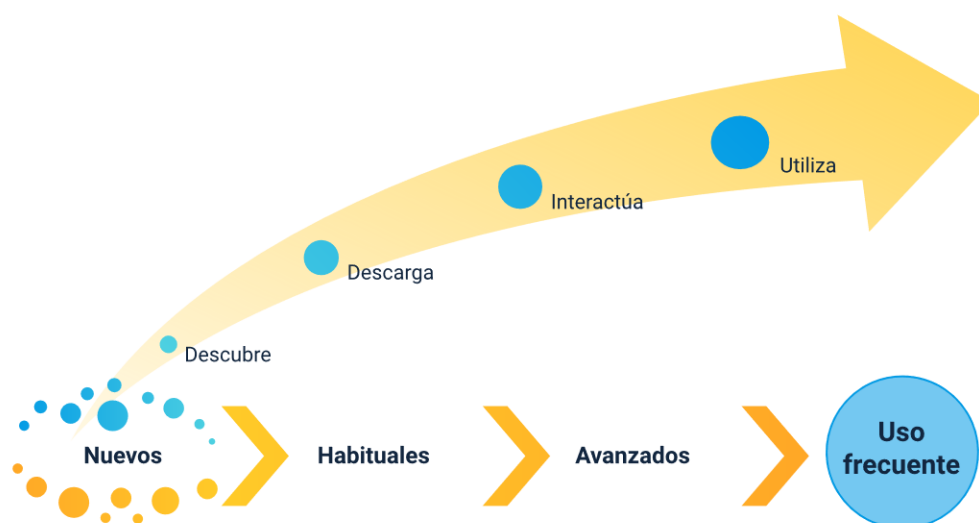 Utiliza
Interactúa
Descarga
Descubre
Nuevos
Habituales
Avanzados
Uso
frecuente